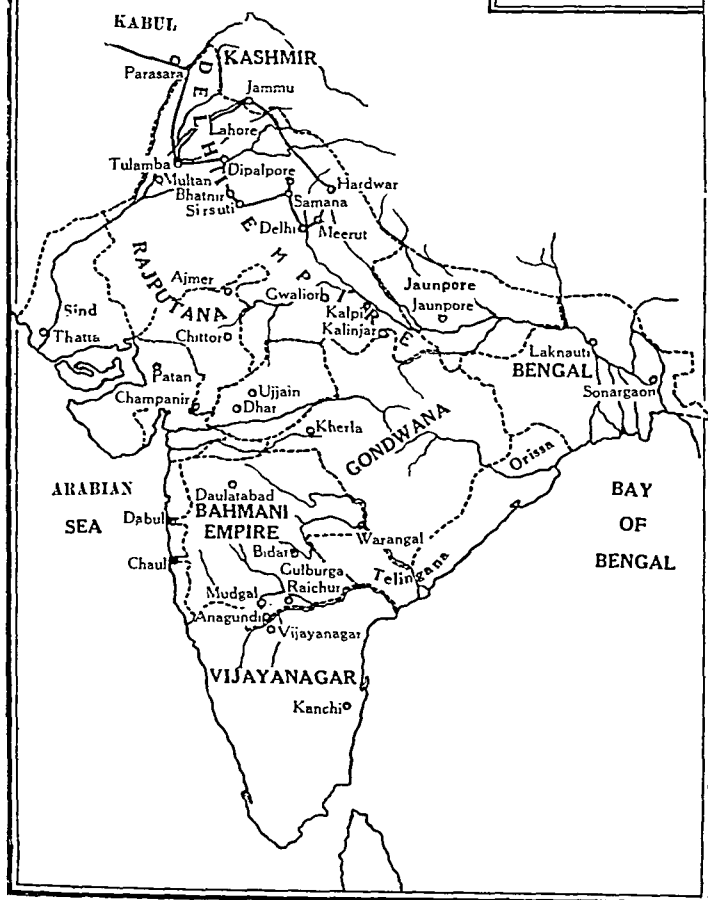 KABUL
KASHMIR
Parasara
DELHI EMPIRE
Jammu
Lahore
Tulamba
Dipalpore
Multan
Hardwar
Bhatnir
Samana
Sirsuti
Delhi
Meerut
RAJPUTANA
Ajmer
Jaunpore
Gwalior
Jaunpore
Sind
Kalpi
Thatta
Chittor
Kalinjar
Laknauti
Patan
BENGAL
Ujjain
Sonargaon
Champanir
Dhar
Kherla
GONDWANA
Orissa
ARABIAN
SEA
BAY
OF
BENGAL
Daulatabad
BAHMANI
EMPIRE
Dabul
Warangal
Bidar
Chaul
Gulburga
Telingana
Mudgal
Raichur
Anagundi
Vijayanagar
VIJAYANAGAR
Kanchi